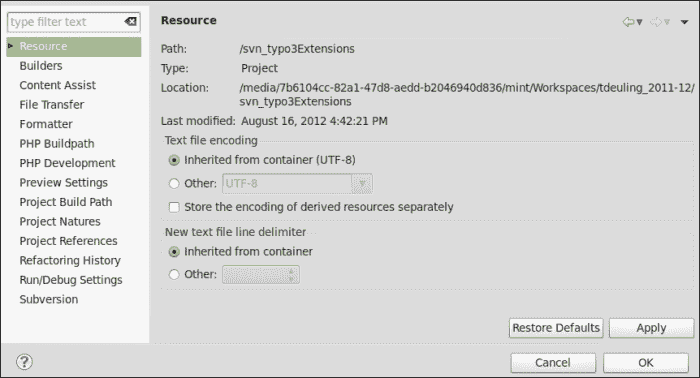 type filter text
Resource
Builders
Content Assist
File Transfer
Formatter
PHP Buildpath
PHP Development
Preview Settings
Project Build Path
Project Natures
Project References
Refactoring History
Run/Debug Settings
Subversion
Resource
Path: /svn_typo3Extensions
Type: Project
Location: /media/7b6104cc-82a1-47d8-aedd-b2046940d836/mint/Workspaces/tdeuling_2011-12/
svn_typo3Extensions
Last modified: August 16, 2012 4:42:21 PM
Text file encoding
Inherited from container (UTF-8)
Other: UTF-8
Store the encoding of derived resources separately
New text file line delimiter
Inherited from container
Other:
Restore Defaults Apply
? Cancel OK